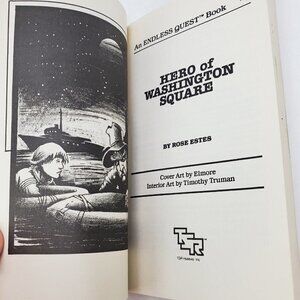 An ENDLESS QUEST™ Book
HERO of
WASHINGTON
SQUARE
BY ROSE ESTES
Cover Art by Elmore
Interior Art by Timothy Truman
TSR